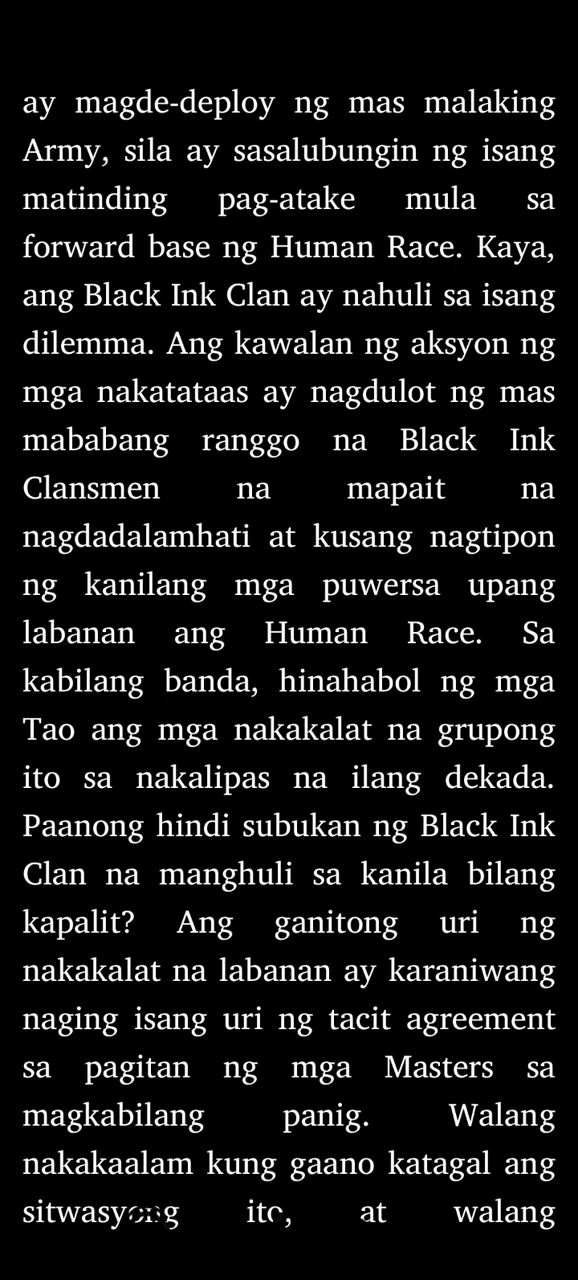 ay magde-deploy ng mas malaking
Army, sila ay sasalubungin ng isang
matinding pag-atake mula sa
forward base ng Human Race. Kaya,
ang Black Ink Clan ay nahuli sa isang
dilemma. Ang kawalan ng aksyon ng
mga nakatataas ay nagdulot ng mas
mababang ranggo na Black Ink
Clansmen na mapait na
nagdadalamhati at kusang nagtipon
ng kanilang mga puwersa upang
labanan ang Human Race. Sa
kabilang banda, hinahabol ng mga
Tao ang mga nakakalat na grupong
ito sa nakalipas na ilang dekada.
Paanong hindi subukan ng Black Ink
Clan na manghuli sa kanila bilang
kapalit? Ang ganitong uri ng
nakakalat na labanan ay karaniwang
naging isang uri ng tacit agreement
sa pagitan ng mga Masters sa
magkabilang panig. Walang
nakakaalam kung gaano katagal ang
sitwasyong ito, at walang